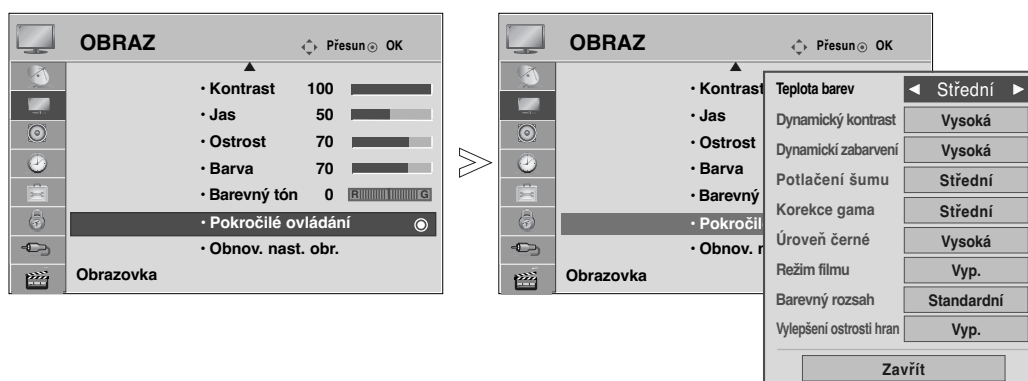 OBRAZ Přesun OK
• Kontrast 100
• Jas 50
• Ostrost 70
• Barva 70
• Barevný tón 0 R G
• Pokročilé ovládání
• Obnov. nast. obr.
Obrazovka
OBRAZ Přesun OK
• Kontrast
• Jas
• Ostrost
• Barva
• Barevný
• Pokročil
• Obnov. n
Obrazovka
Teplota barev ◄ Střední ►
Dynamický kontrast Vysoká
Dynamickí zabarvení Vysoká
Potlačení šumu Střední
Korekce gama Střední
Úroveň černé Vysoká
Režim filmu Vyp.
Barevný rozsah Standardní
Vylepšení ostrosti hran Vyp.
Zavřít